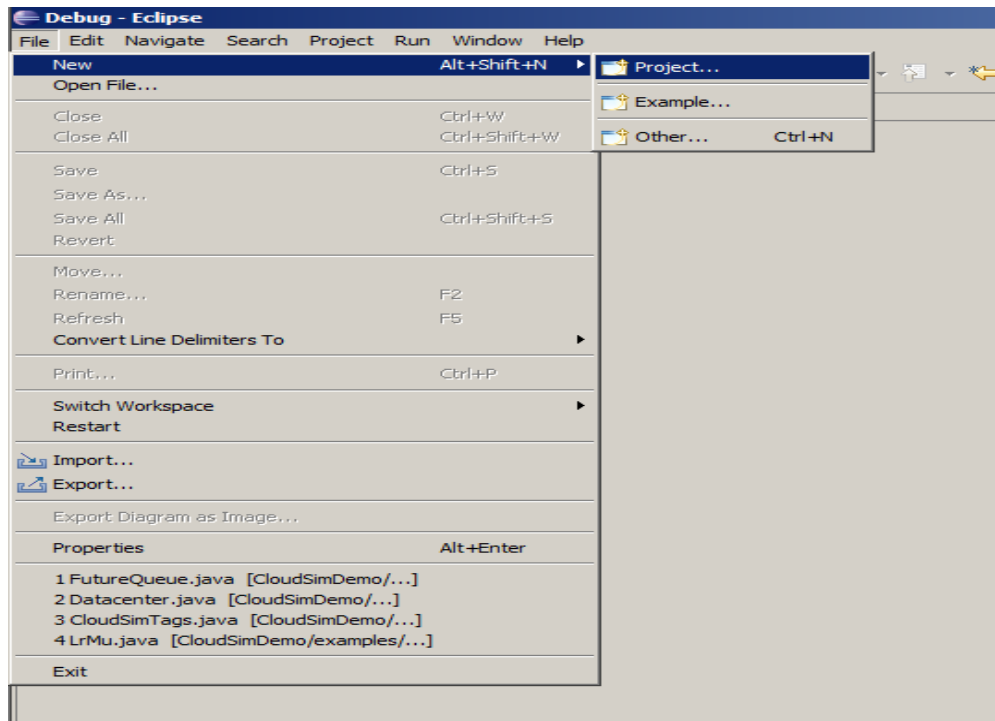 Debug - Eclipse
File Edit Navigate Search Project Run Window Help
New Alt+Shift+N
Open File...
Close Ctrl+W
Close All Ctrl+Shift+W
Save Ctrl+S
Save As...
Save All Ctrl+Shift+S
Revert
Move...
Rename... F2
Refresh F5
Convert Line Delimiters To
Print... Ctrl+P
Switch Workspace
Restart
Import...
Export...
Export Diagram as Image...
Properties Alt+Enter
1 FutureQueue.java [CloudSimDemo/...]
2 Datacenter.java [CloudSimDemo/...]
3 CloudSimTags.java [CloudSimDemo/...]
4 LrMu.java [CloudSimDemo/examples/...]
Exit
Project...
Example...
Other... Ctrl+N